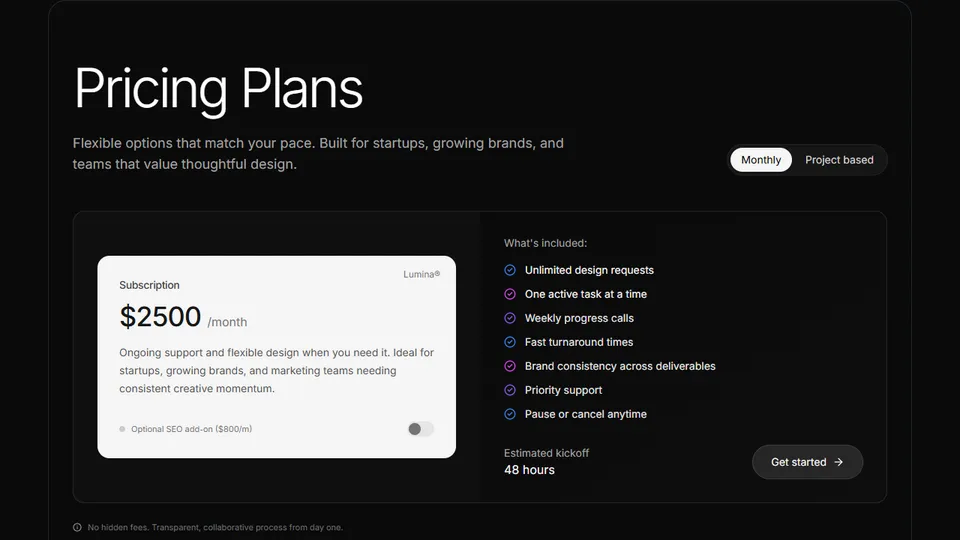 Pricing Plans
Flexible options that match your pace. Built for startups, growing brands, and
teams that value thoughtful design.
Monthly
Project based
Lumina®
Subscription
$2500 /month
Ongoing support and flexible design when you need it. Ideal for
startups, growing brands, and marketing teams needing
consistent creative momentum.
Optional SEO add-on ($800/m)
What's included:
Unlimited design requests
One active task at a time
Weekly progress calls
Fast turnaround times
Brand consistency across deliverables
Priority support
Pause or cancel anytime
Estimated kickoff
48 hours
Get started
No hidden fees. Transparent, collaborative process from day one.